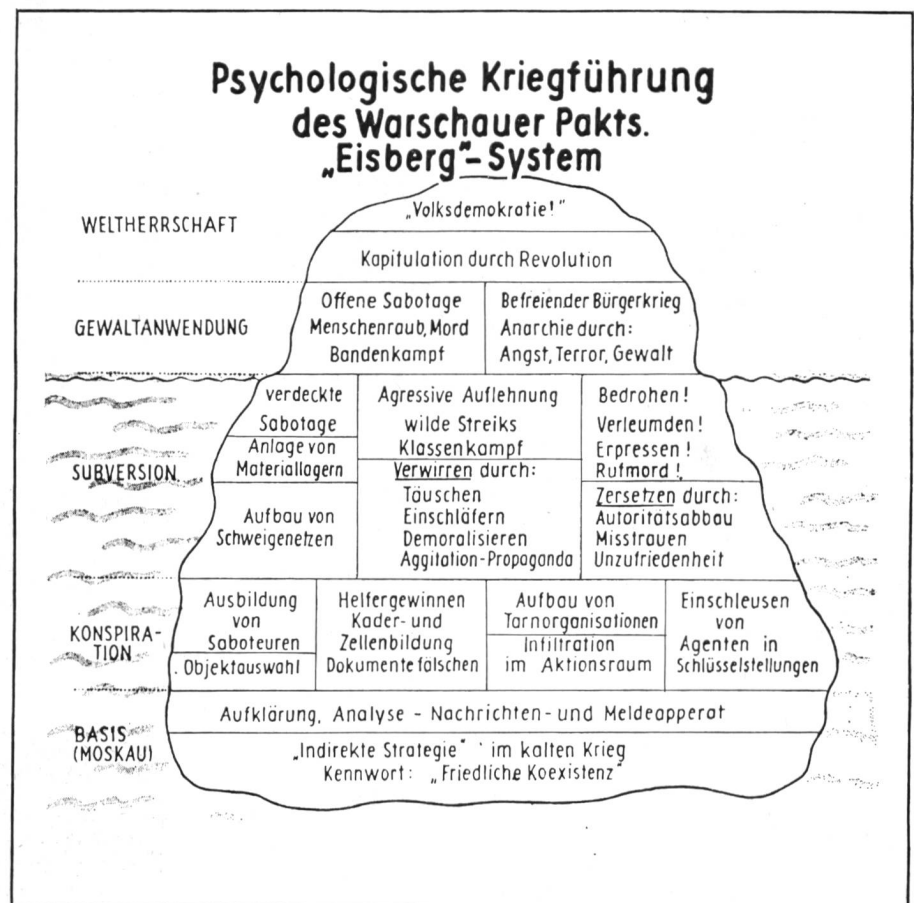 Psychologische Kriegführung
des Warschauer Pakts.
„Eisberg"-System
WELTHERRSCHAFT
„Volksdemokratie!"
Kapitulation durch Revolution
GEWALTANWENDUNG
Offene Sabotage
Menschenraub, Mord
Bandenkampf
Befreiender Bürgerkrieg
Anarchie durch:
Angst, Terror, Gewalt
SUBVERSION
verdeckte
Sabotage
Anlage von
Materiallagern
Aufbau von
Schweigenetzen
Agressive Auflehnung
wilde Streiks
Klassenkampf
Verwirren durch:
Täuschen
Einschläfern
Demoralisieren
Aggitation-Propaganda
Bedrohen!
Verleumden!
Erpressen!
Rufmord!
Zersetzen durch:
Autoritätsabbau
Misstrauen
Unzufriedenheit
KONSPIRA-
TION
Ausbildung
von
Saboteuren
Objektauswahl
Helfergewinnen
Kader- und
Zellenbildung
Dokumente fälschen
Aufbau von
Tarnorganisationen
Infiltration
im Aktionsraum
Einschleusen
von
Agenten in
Schlüsselstellungen
BASIS
(MOSKAU)
Aufklärung, Analyse - Nachrichten- und Meldeapperat
„Indirekte Strategie" im kalten Krieg
Kennwort: „Friedliche Koexistenz"